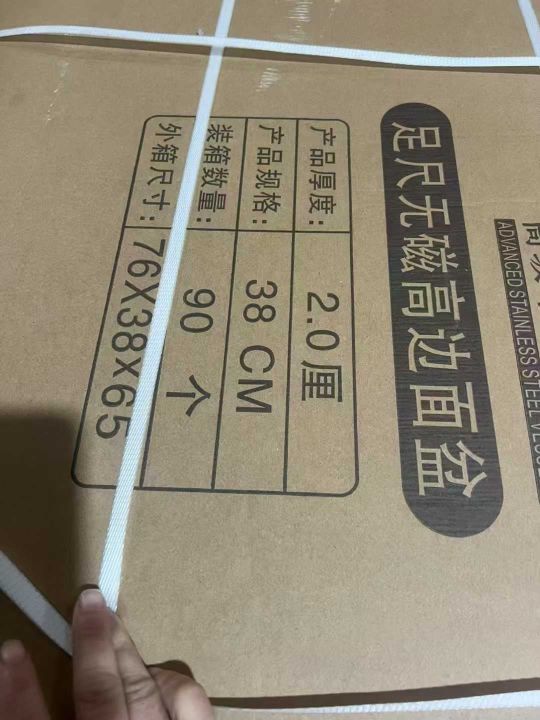 ADVANCED STAINLESS STEEL
足尺无磁高边面盆
产品厚度: 2.0厘
产品规格: 38 CM
装箱数量: 90 个
外箱尺寸: 76X38X65